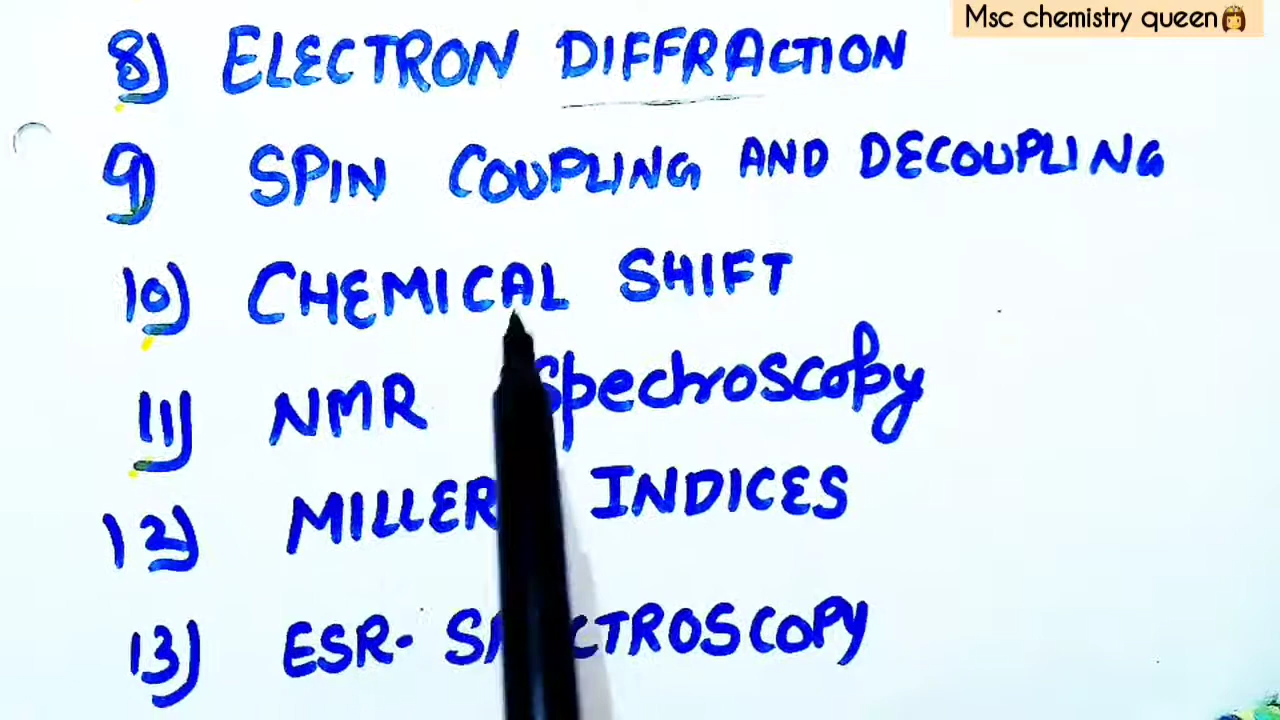 Msc chemistry queen👸
8) ELECTRON DIFFRACTION
9) SPIN COUPLING AND DECOUPLING
10) CHEMICAL SHIFT
11) NMR Spectroscopy
12) MILLER INDICES
13) ESR-